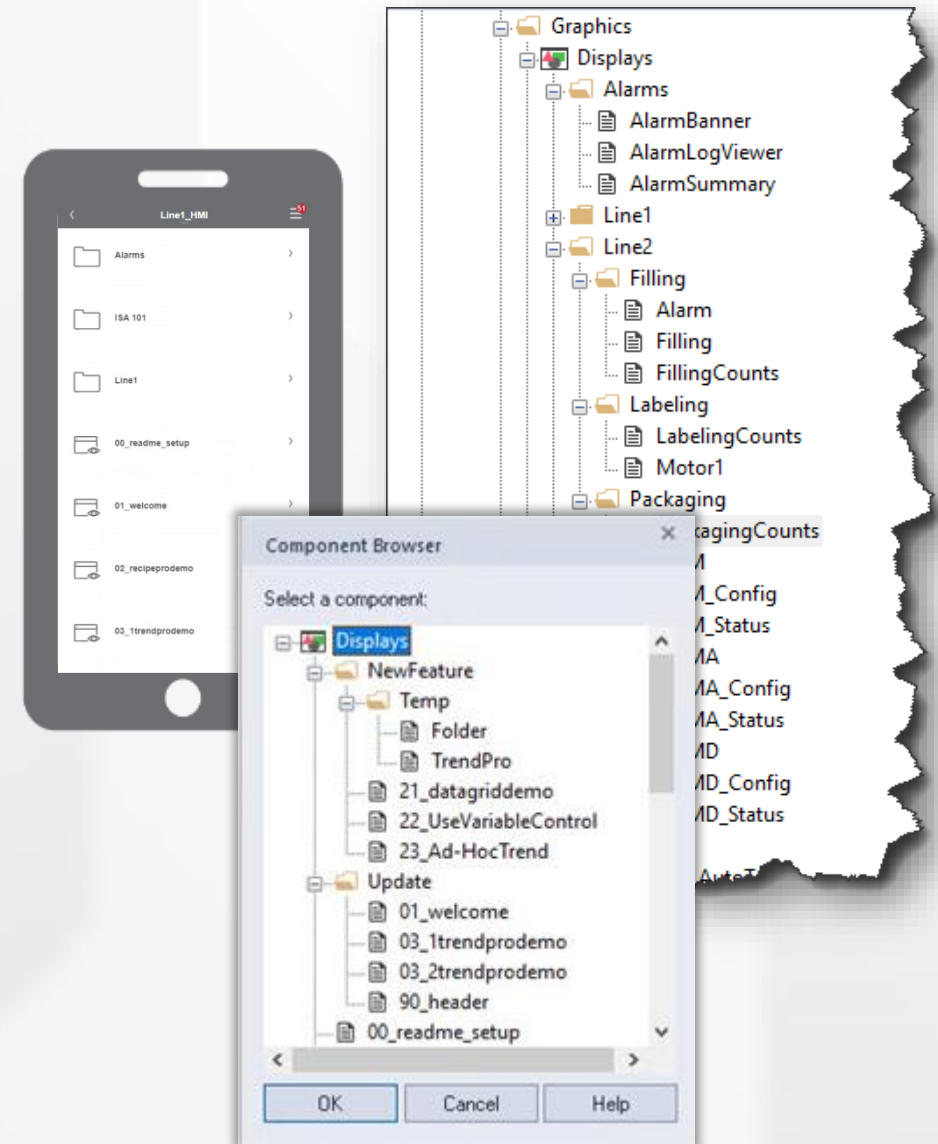 Graphics
Displays
Alarms
AlarmBanner
AlarmLogViewer
AlarmSummary
Line1
Line2
Filling
Alarm
Filling
FillingCounts
Labeling
LabelingCounts
Motor1
Packaging
kagingCounts
M_Config
M_Status
MA
MA_Config
MA_Status
MD
MD_Config
MD_Status
Line1_HMI
51
Alarms
ISA 101
Line1
00_readme_setup
01_welcome
02_recipeprodemo
03_1trendprodemo
Component Browser
Select a component:
Displays
NewFeature
Temp
Folder
TrendPro
21_datagriddemo
22_UseVariableControl
23_Ad-HocTrend
Update
01_welcome
03_1trendprodemo
03_2trendprodemo
90_header
00_readme_setup
OK
Cancel
Help